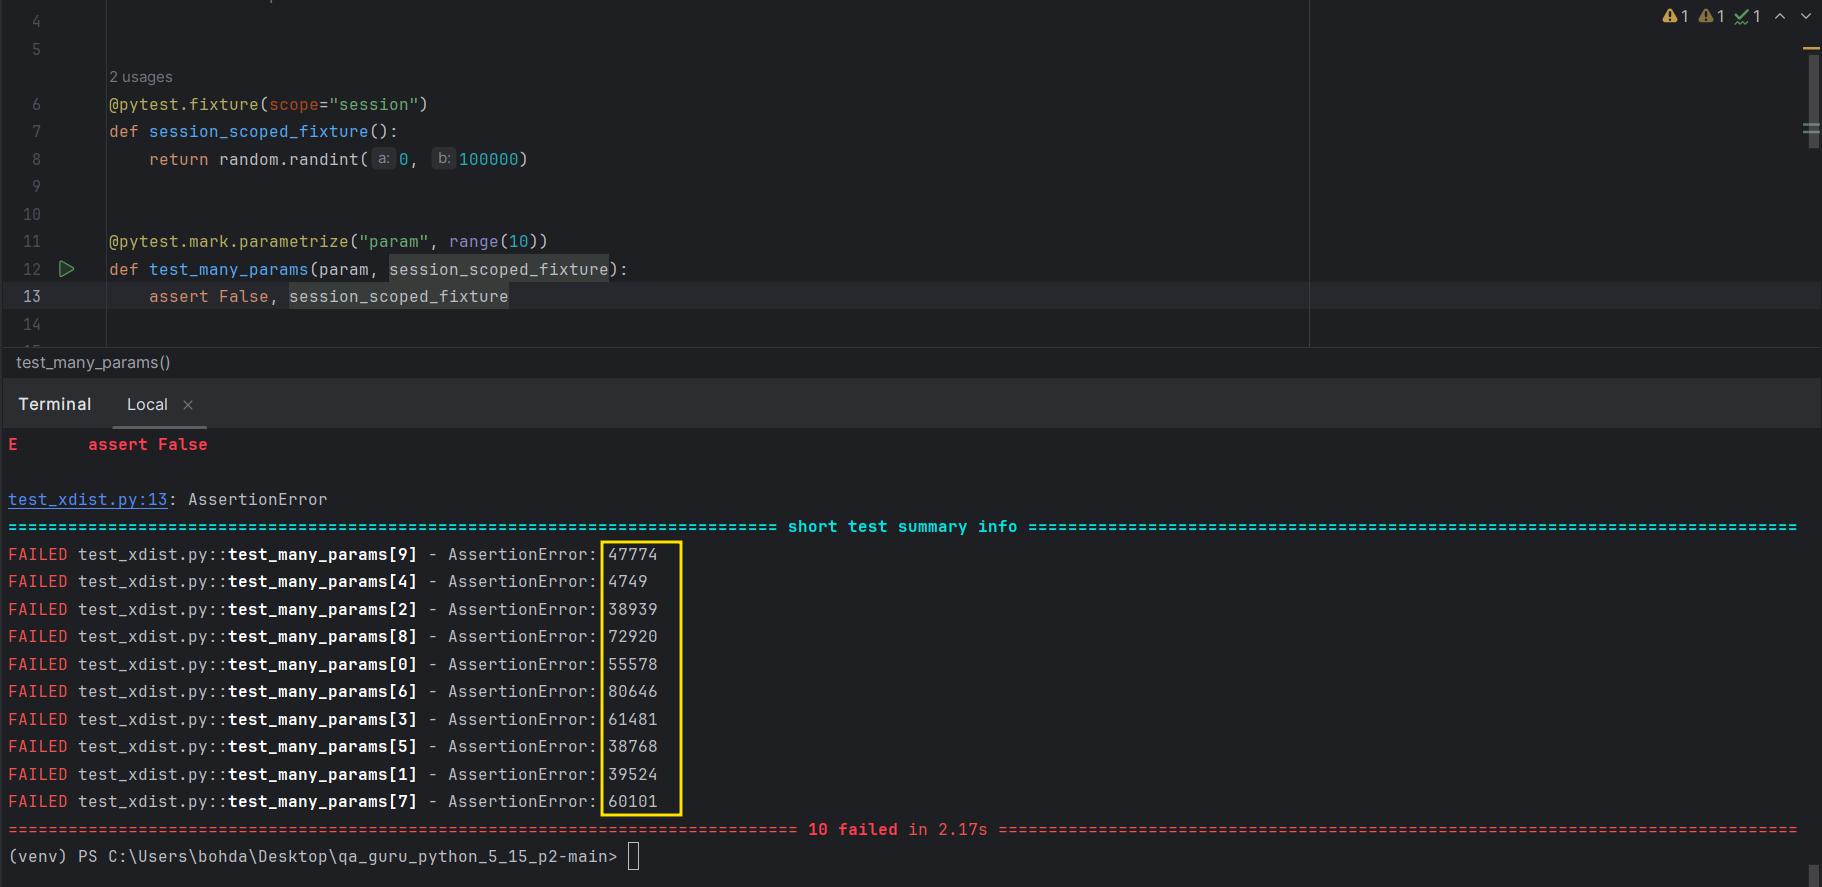 4
1 1 1
5
2 usages
6 @pytest.fixture(scope="session")
7 def session_scoped_fixture():
8 return random.randint( a: 0, b: 100000)
9
10
11 @pytest.mark.parametrize("param", range(10))
12 def test_many_params(param, session_scoped_fixture):
13 assert False, session_scoped_fixture
14
test_many_params()
Terminal Local ×
E assert False
test_xdist.py:13: AssertionError
============================================================================= short test summary info =============================================================================
FAILED test_xdist.py::test_many_params[9] - AssertionError: 47774
FAILED test_xdist.py::test_many_params[4] - AssertionError: 4749
FAILED test_xdist.py::test_many_params[2] - AssertionError: 38939
FAILED test_xdist.py::test_many_params[8] - AssertionError: 72920
FAILED test_xdist.py::test_many_params[0] - AssertionError: 55578
FAILED test_xdist.py::test_many_params[6] - AssertionError: 80646
FAILED test_xdist.py::test_many_params[3] - AssertionError: 61481
FAILED test_xdist.py::test_many_params[5] - AssertionError: 38768
FAILED test_xdist.py::test_many_params[1] - AssertionError: 39524
FAILED test_xdist.py::test_many_params[7] - AssertionError: 60101
=============================================================================== 10 failed in 2.17s ================================================================================
(venv) PS C:\Users\bohda\Desktop\qa_guru_python_5_15_p2-main>